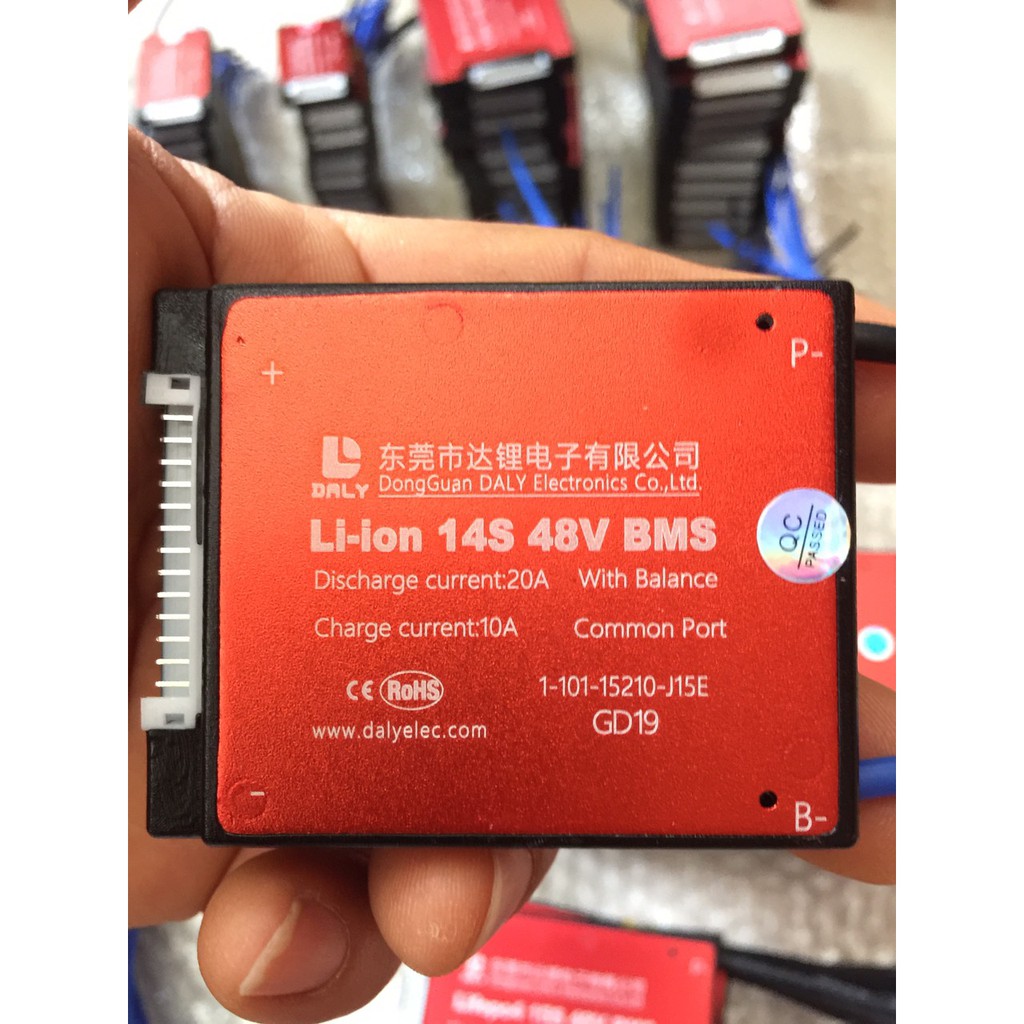 +
P-
DALY
东莞市达锂电子有限公司
DongGuan DALY Electronics Co.,Ltd.
Li-ion 14S 48V BMS
QC
PASSED
Discharge current:20A With Balance
Charge current:10A Common Port
CE RoHS 1-101-15210-J15E
www.dalyelec.com GD19
-
B-
48V BMS